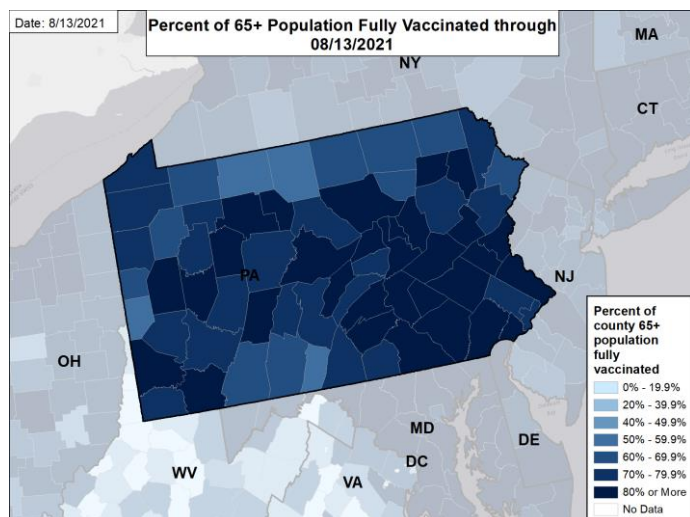 Date: 8/13/2021
Percent of 65+ Population Fully Vaccinated through
08/13/2021
MA
NY
CT
PA
NJ
OH
MD
DE
WV
DC
VA
Percent of
county 65+
population
fully
vaccinated
0% - 19.9%
20% - 39.9%
40% - 49.9%
50% - 59.9%
60% - 69.9%
70% - 79.9%
80% or More
No Data